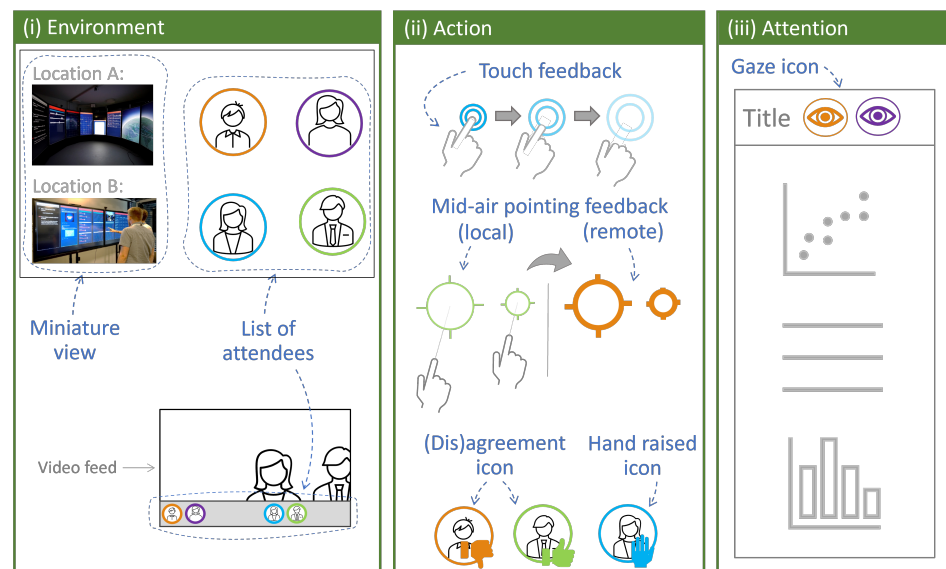 (i) Environment
Location A:
Location B:
Miniature
view
List of
attendees
Video feed
(ii) Action
Touch feedback
Mid-air pointing feedback
(local)
(remote)
(Dis)agreement
icon
Hand raised
icon
(iii) Attention
Gaze icon
Title